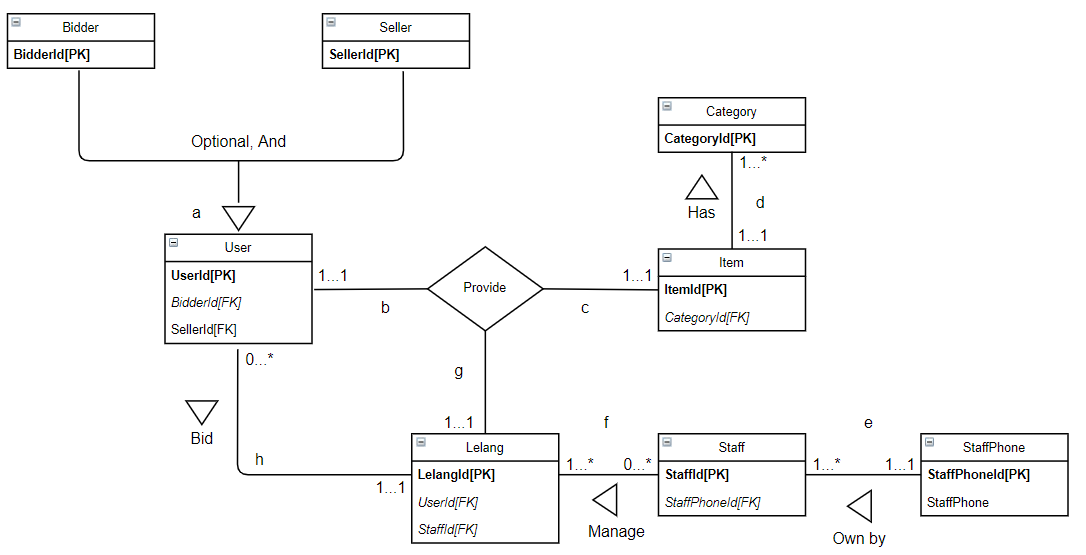 Bidder
BidderId[PK]
Seller
SellerId[PK]
Optional, And
a
Category
CategoryId[PK]
1...*
Has
d
1...1
User
UserId[PK]
BidderId[FK]
SellerId[FK]
1...1
b
Provide
1...1
c
Item
ItemId[PK]
CategoryId[FK]
0...*
Bid
h
1...1
g
1...1
Lelang
LelangId[PK]
UserId[FK]
StaffId[FK]
f
1...*
0...*
Manage
Staff
StaffId[PK]
StaffPhoneId[FK]
e
1...*
1...1
Own by
StaffPhone
StaffPhoneId[PK]
StaffPhone